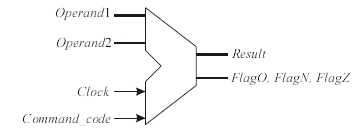 Operand1
Operand2
Result
FlagO, FlagN, FlagZ
Clock
Command_code